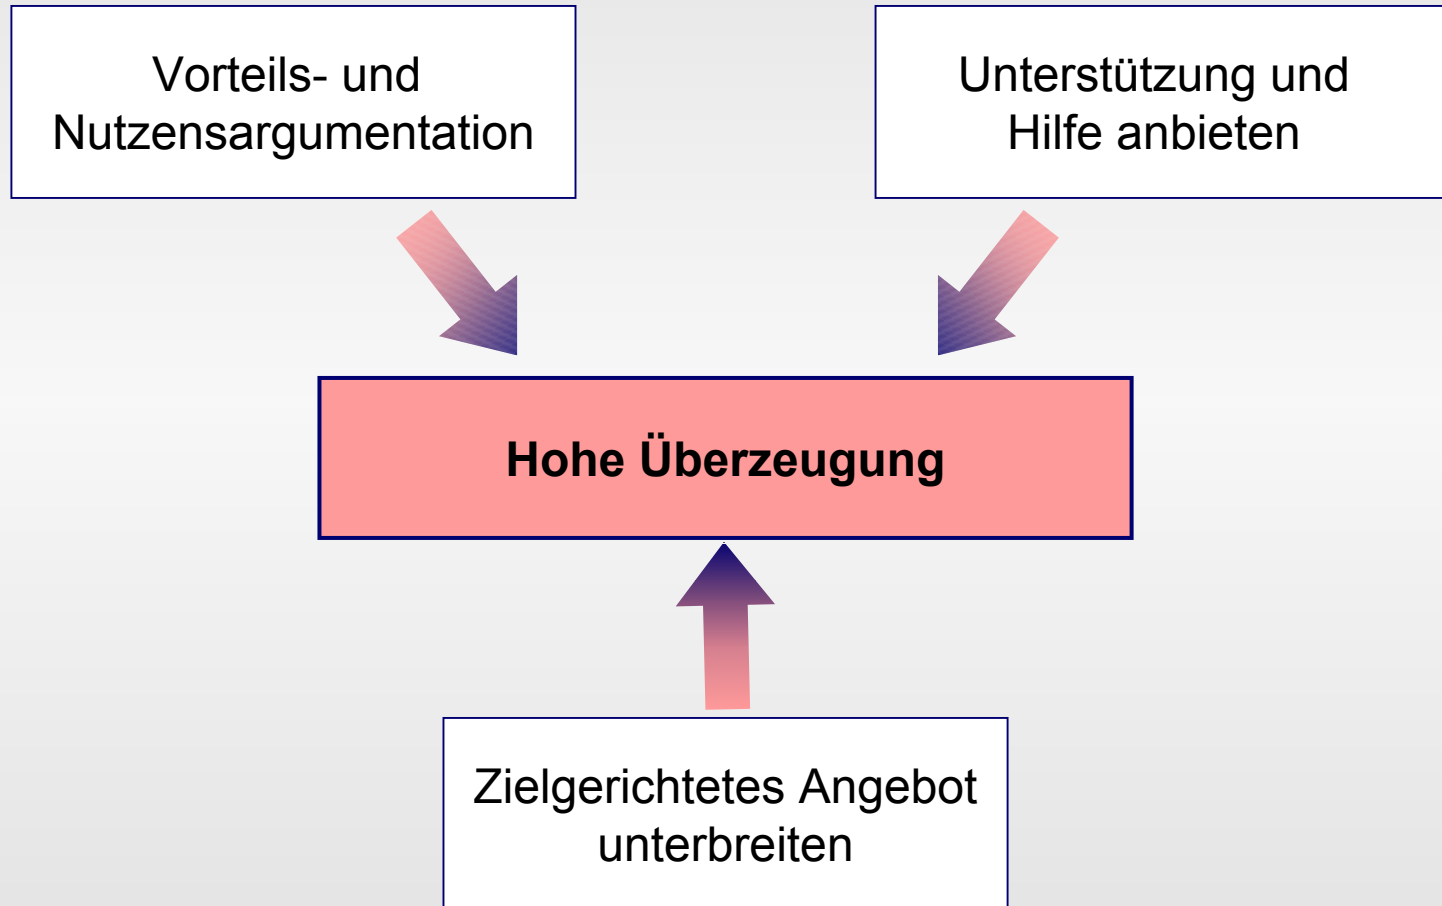 Vorteils- und
Nutzensargumentation
Unterstützung und
Hilfe anbieten
Hohe Überzeugung
Zielgerichtetes Angebot
unterbreiten